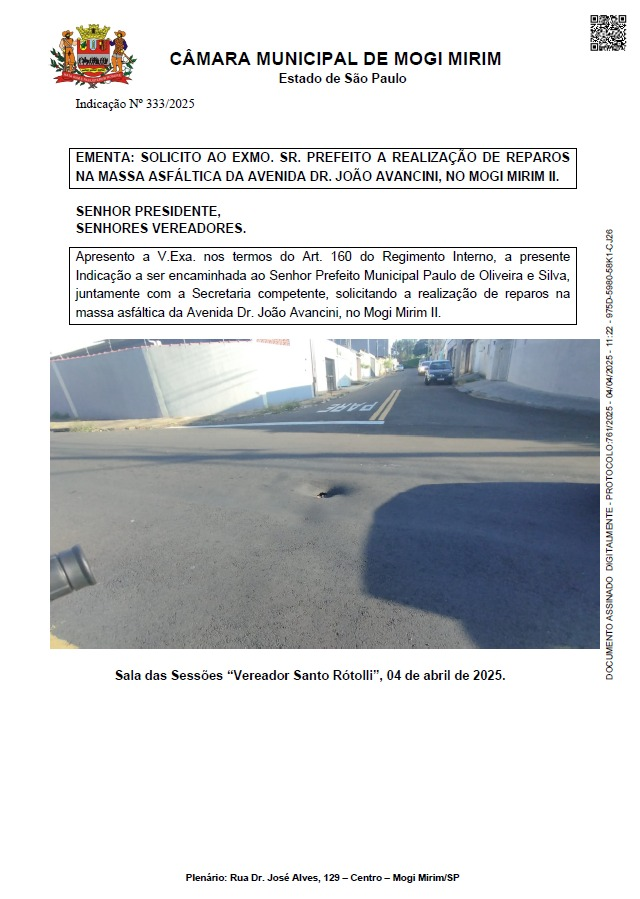 CÂMARA MUNICIPAL DE MOGI MIRIM
Estado de São Paulo
Indicação Nº 333/2025
EMENTA: SOLICITO AO EXMO. SR. PREFEITO A REALIZAÇÃO DE REPAROS
NA MASSA ASFÁLTICA DA AVENIDA DR. JOÃO AVANCINI, NO MOGI MIRIM II.
SENHOR PRESIDENTE,
SENHORES VEREADORES.
Apresento a V.Exa. nos termos do Art. 160 do Regimento Interno, a presente
Indicação a ser encaminhada ao Senhor Prefeito Municipal Paulo de Oliveira e Silva,
juntamente com a Secretaria competente, solicitando a realização de reparos na
massa asfáltica da Avenida Dr. João Avancini, no Mogi Mirim II.
PARE
Sala das Sessões “Vereador Santo Rótolli”, 04 de abril de 2025.
Plenário: Rua Dr. José Alves, 129 – Centro – Mogi Mirim/SP
DOCUMENTO ASSINADO DIGITALMENTE - PROTOCOLO:761/2025 - 04/04/2025 - 11:22 - 975D-5980-58K1-CJ26